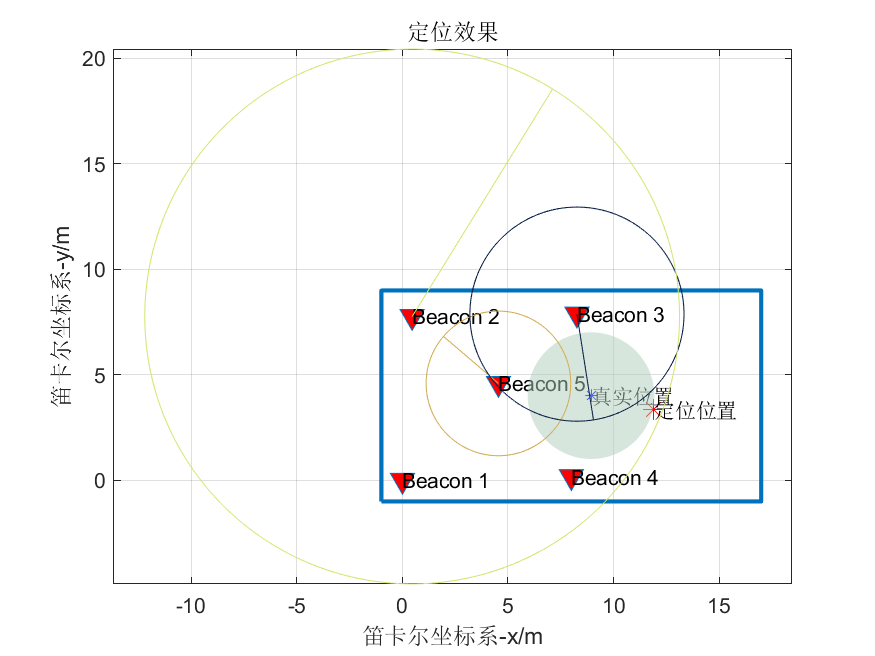 定位效果
笛卡尔坐标系-y/m
20
15
10
5
0
Beacon 2
Beacon 3
Beacon 5
真实位置
定位位置
Beacon 1
Beacon 4
-10
-5
0
5
10
15
笛卡尔坐标系-x/m